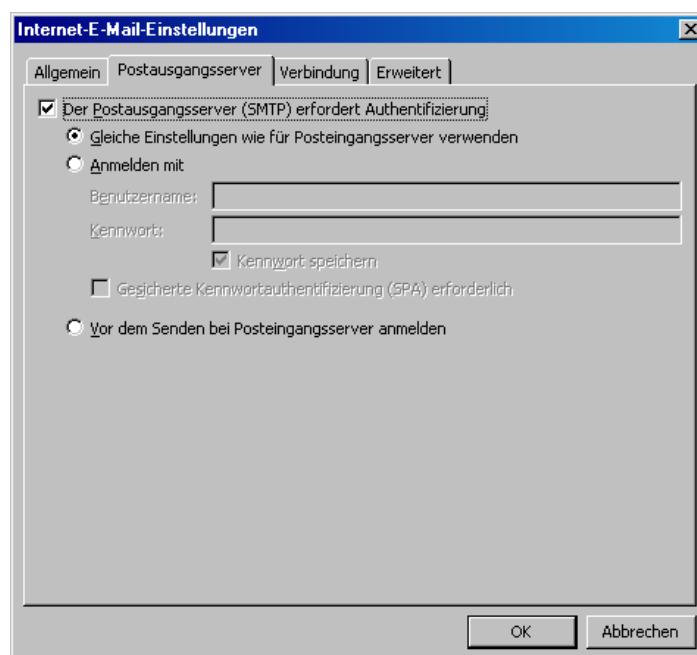 Internet-E-Mail-Einstellungen
Allgemein Postausgangsserver Verbindung Erweitert
Der Postausgangsserver (SMTP) erfordert Authentifizierung
Gleiche Einstellungen wie für Posteingangsserver verwenden
Anmelden mit
Benutzername:
Kennwort:
Kennwort speichern
Gesicherte Kennwortauthentifizierung (SPA) erforderlich
Vor dem Senden bei Posteingangsserver anmelden
OK Abbrechen